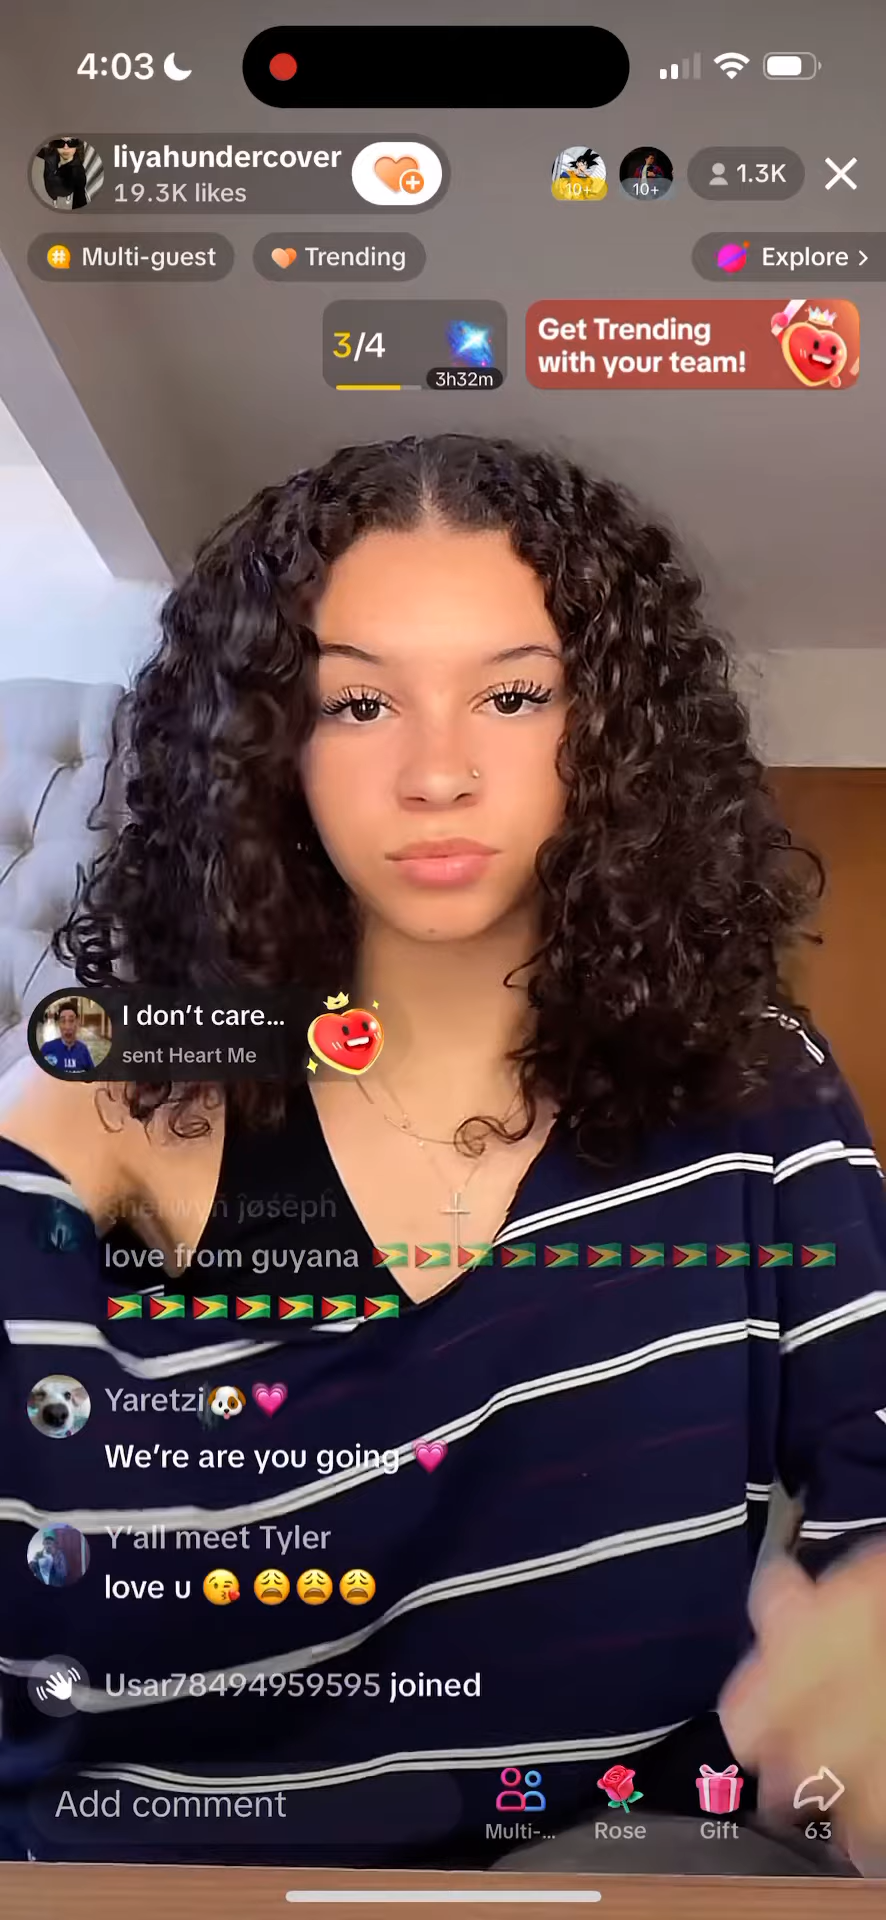 4:03
liyahundercover
19.3K likes
10+
10+
1.3K
Multi-guest
Trending
Explore >
3/4
3h32m
Get Trending
with your team!
I don't care...
sent Heart Me
sherwyñ ĵøśëpĥ
love from guyana 🇬🇾🇬🇾🇬🇾🇬🇾🇬🇾🇬🇾🇬🇾🇬🇾🇬🇾🇬🇾🇬🇾
🇬🇾🇬🇾🇬🇾🇬🇾🇬🇾🇬🇾🇬🇾
Yaretzi🐶💗
We're are you going 💗
Y'all meet Tyler
love u 😘 😩😩😩
Usar78494959595 joined
Add comment
Multi-...
Rose
Gift
63